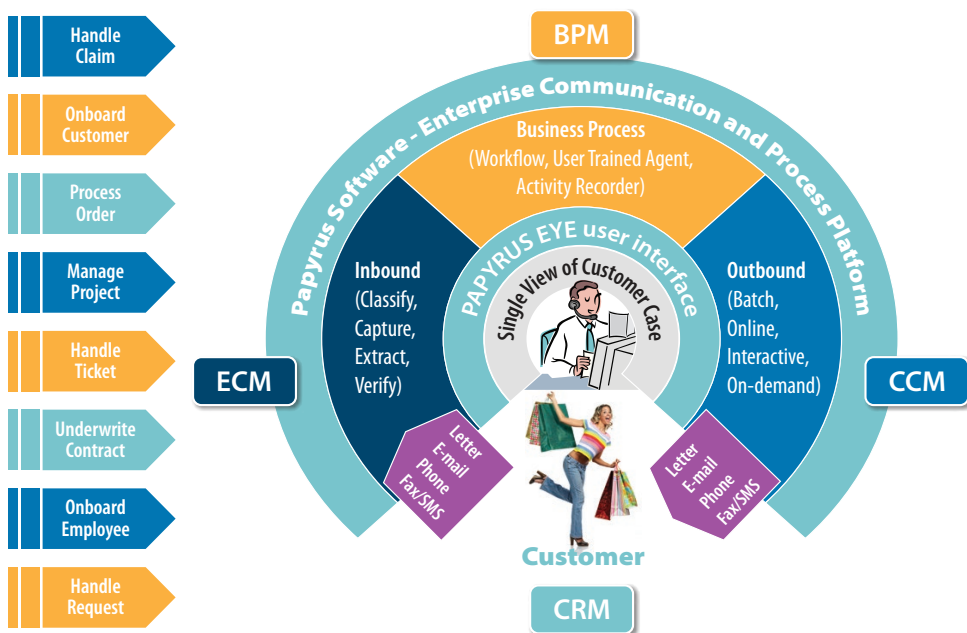 Handle
Claim
Onboard
Customer
Process
Order
Manage
Project
Handle
Ticket
Underwrite
Contract
Onboard
Employee
Handle
Request
BPM
Papyrus Software - Enterprise Communication and Process Platform
Business Process
(Workflow, User Trained Agent,
Activity Recorder)
PAPYRUS EYE user interface
Single View of Customer Case
Inbound
(Classify,
Capture,
Extract,
Verify)
Outbound
(Batch,
Online,
Interactive,
On-demand)
ECM
CCM
Letter
E-mail
Phone
Fax/SMS
Letter
E-mail
Phone
Fax/SMS
Customer
CRM